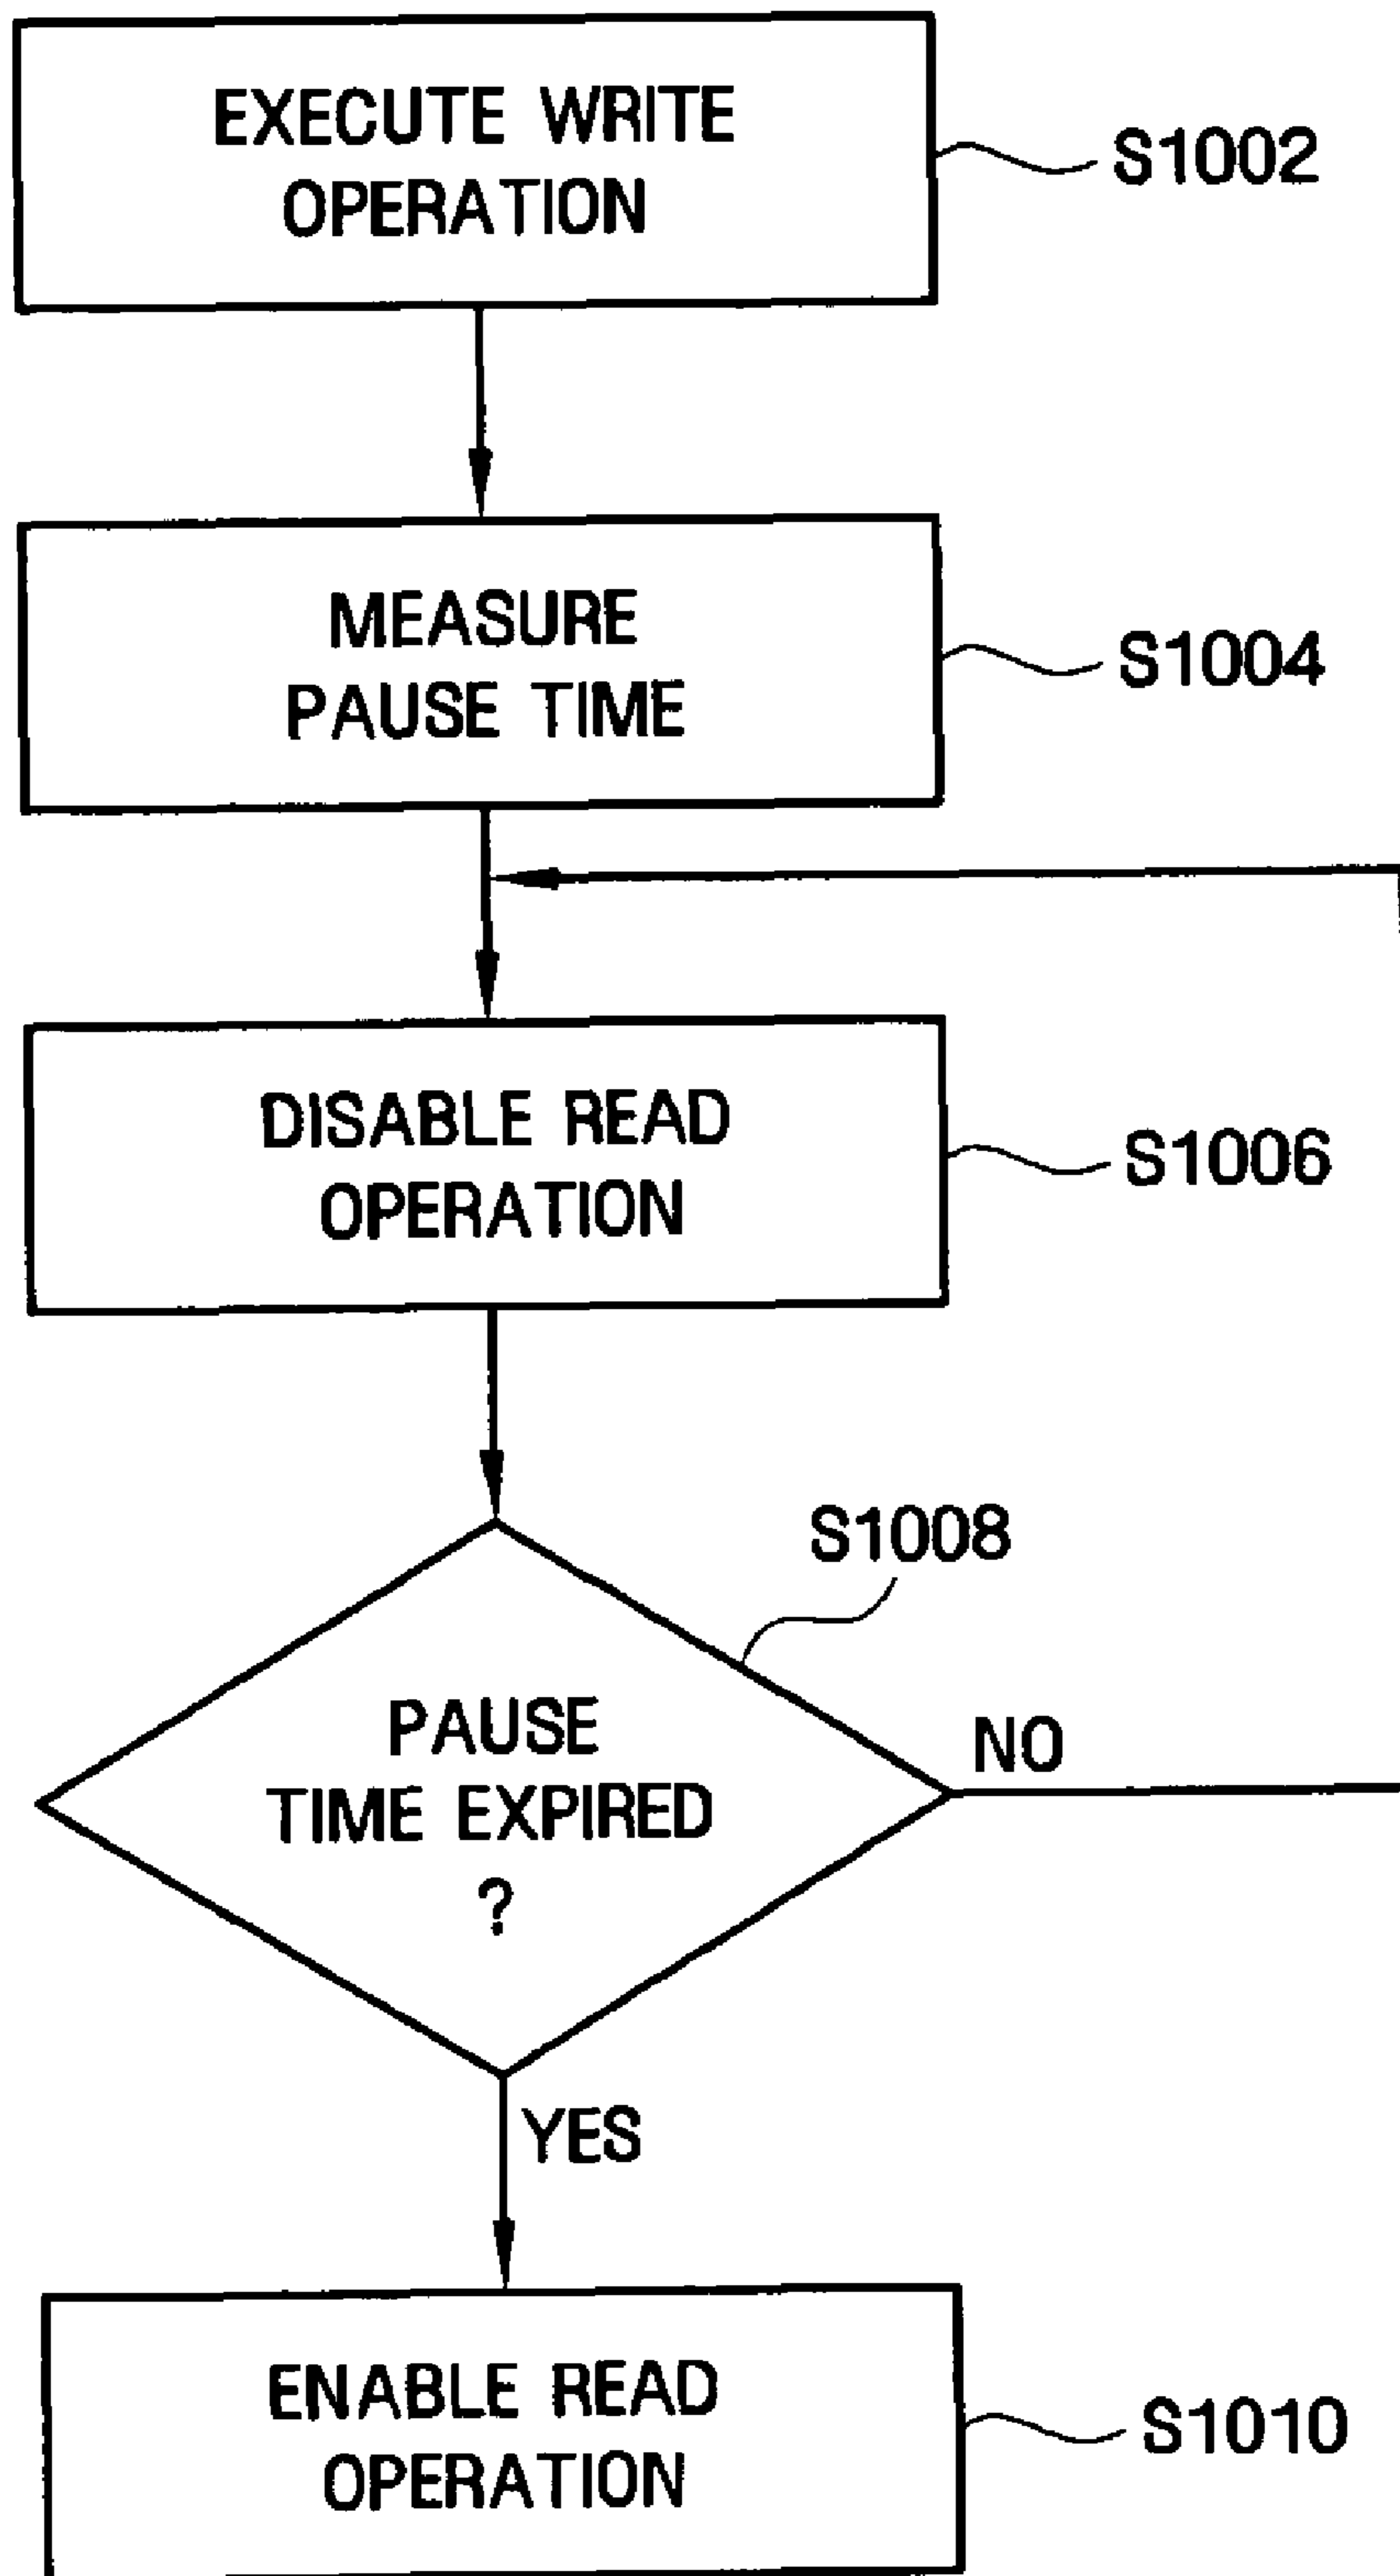 EXECUTE WRITE
OPERATION
S1002
MEASURE
PAUSE TIME
S1004
DISABLE READ
OPERATION
S1006
S1008
PAUSE
TIME EXPIRED
?
NO
YES
ENABLE READ
OPERATION
S1010